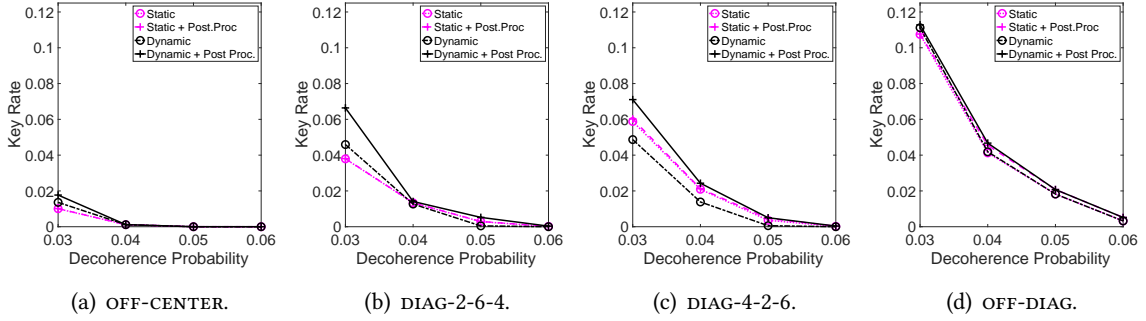 0.12
0.1
0.08
0.06
0.04
0.02
0
0.03 0.04 0.05 0.06
Key Rate
Decoherence Probability
Static
Static + Post.Proc
Dynamic
Dynamic + Post Proc.
(a) OFF-CENTER.
0.12
0.1
0.08
0.06
0.04
0.02
0
0.03 0.04 0.05 0.06
Key Rate
Decoherence Probability
Static
Static + Post.Proc
Dynamic
Dynamic + Post Proc.
(b) DIAG-2-6-4.
0.12
0.1
0.08
0.06
0.04
0.02
0
0.03 0.04 0.05 0.06
Key Rate
Decoherence Probability
Static
Static + Post.Proc
Dynamic
Dynamic + Post Proc.
(c) DIAG-4-2-6.
0.12
0.1
0.08
0.06
0.04
0.02
0
0.03 0.04 0.05 0.06
Key Rate
Decoherence Probability
Static
Static + Post.Proc
Dynamic
Dynamic + Post Proc.
(d) OFF-DIAG.